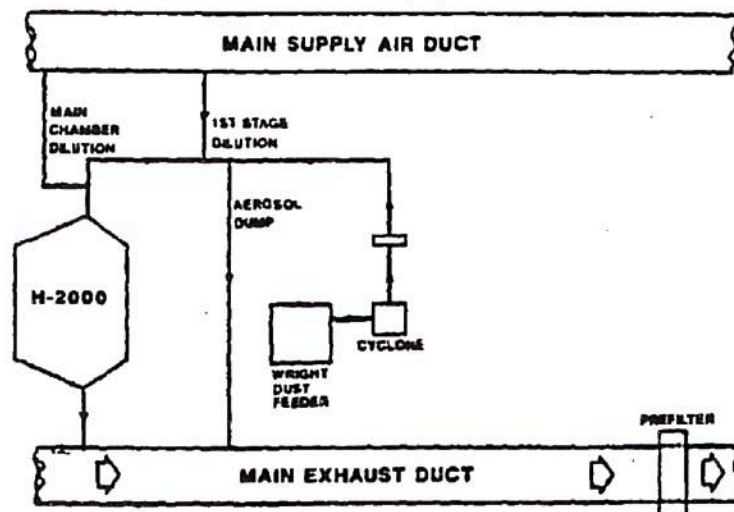 MAIN SUPPLY AIR DUCT
MAIN
CHAMBER
DILUTION
1ST STAGE
DILUTION
AEROSOL
DUMP
H-2000
CYCLONE
WRIGHT
DUST
FEEDER
PREFILTER
MAIN EXHAUST DUCT